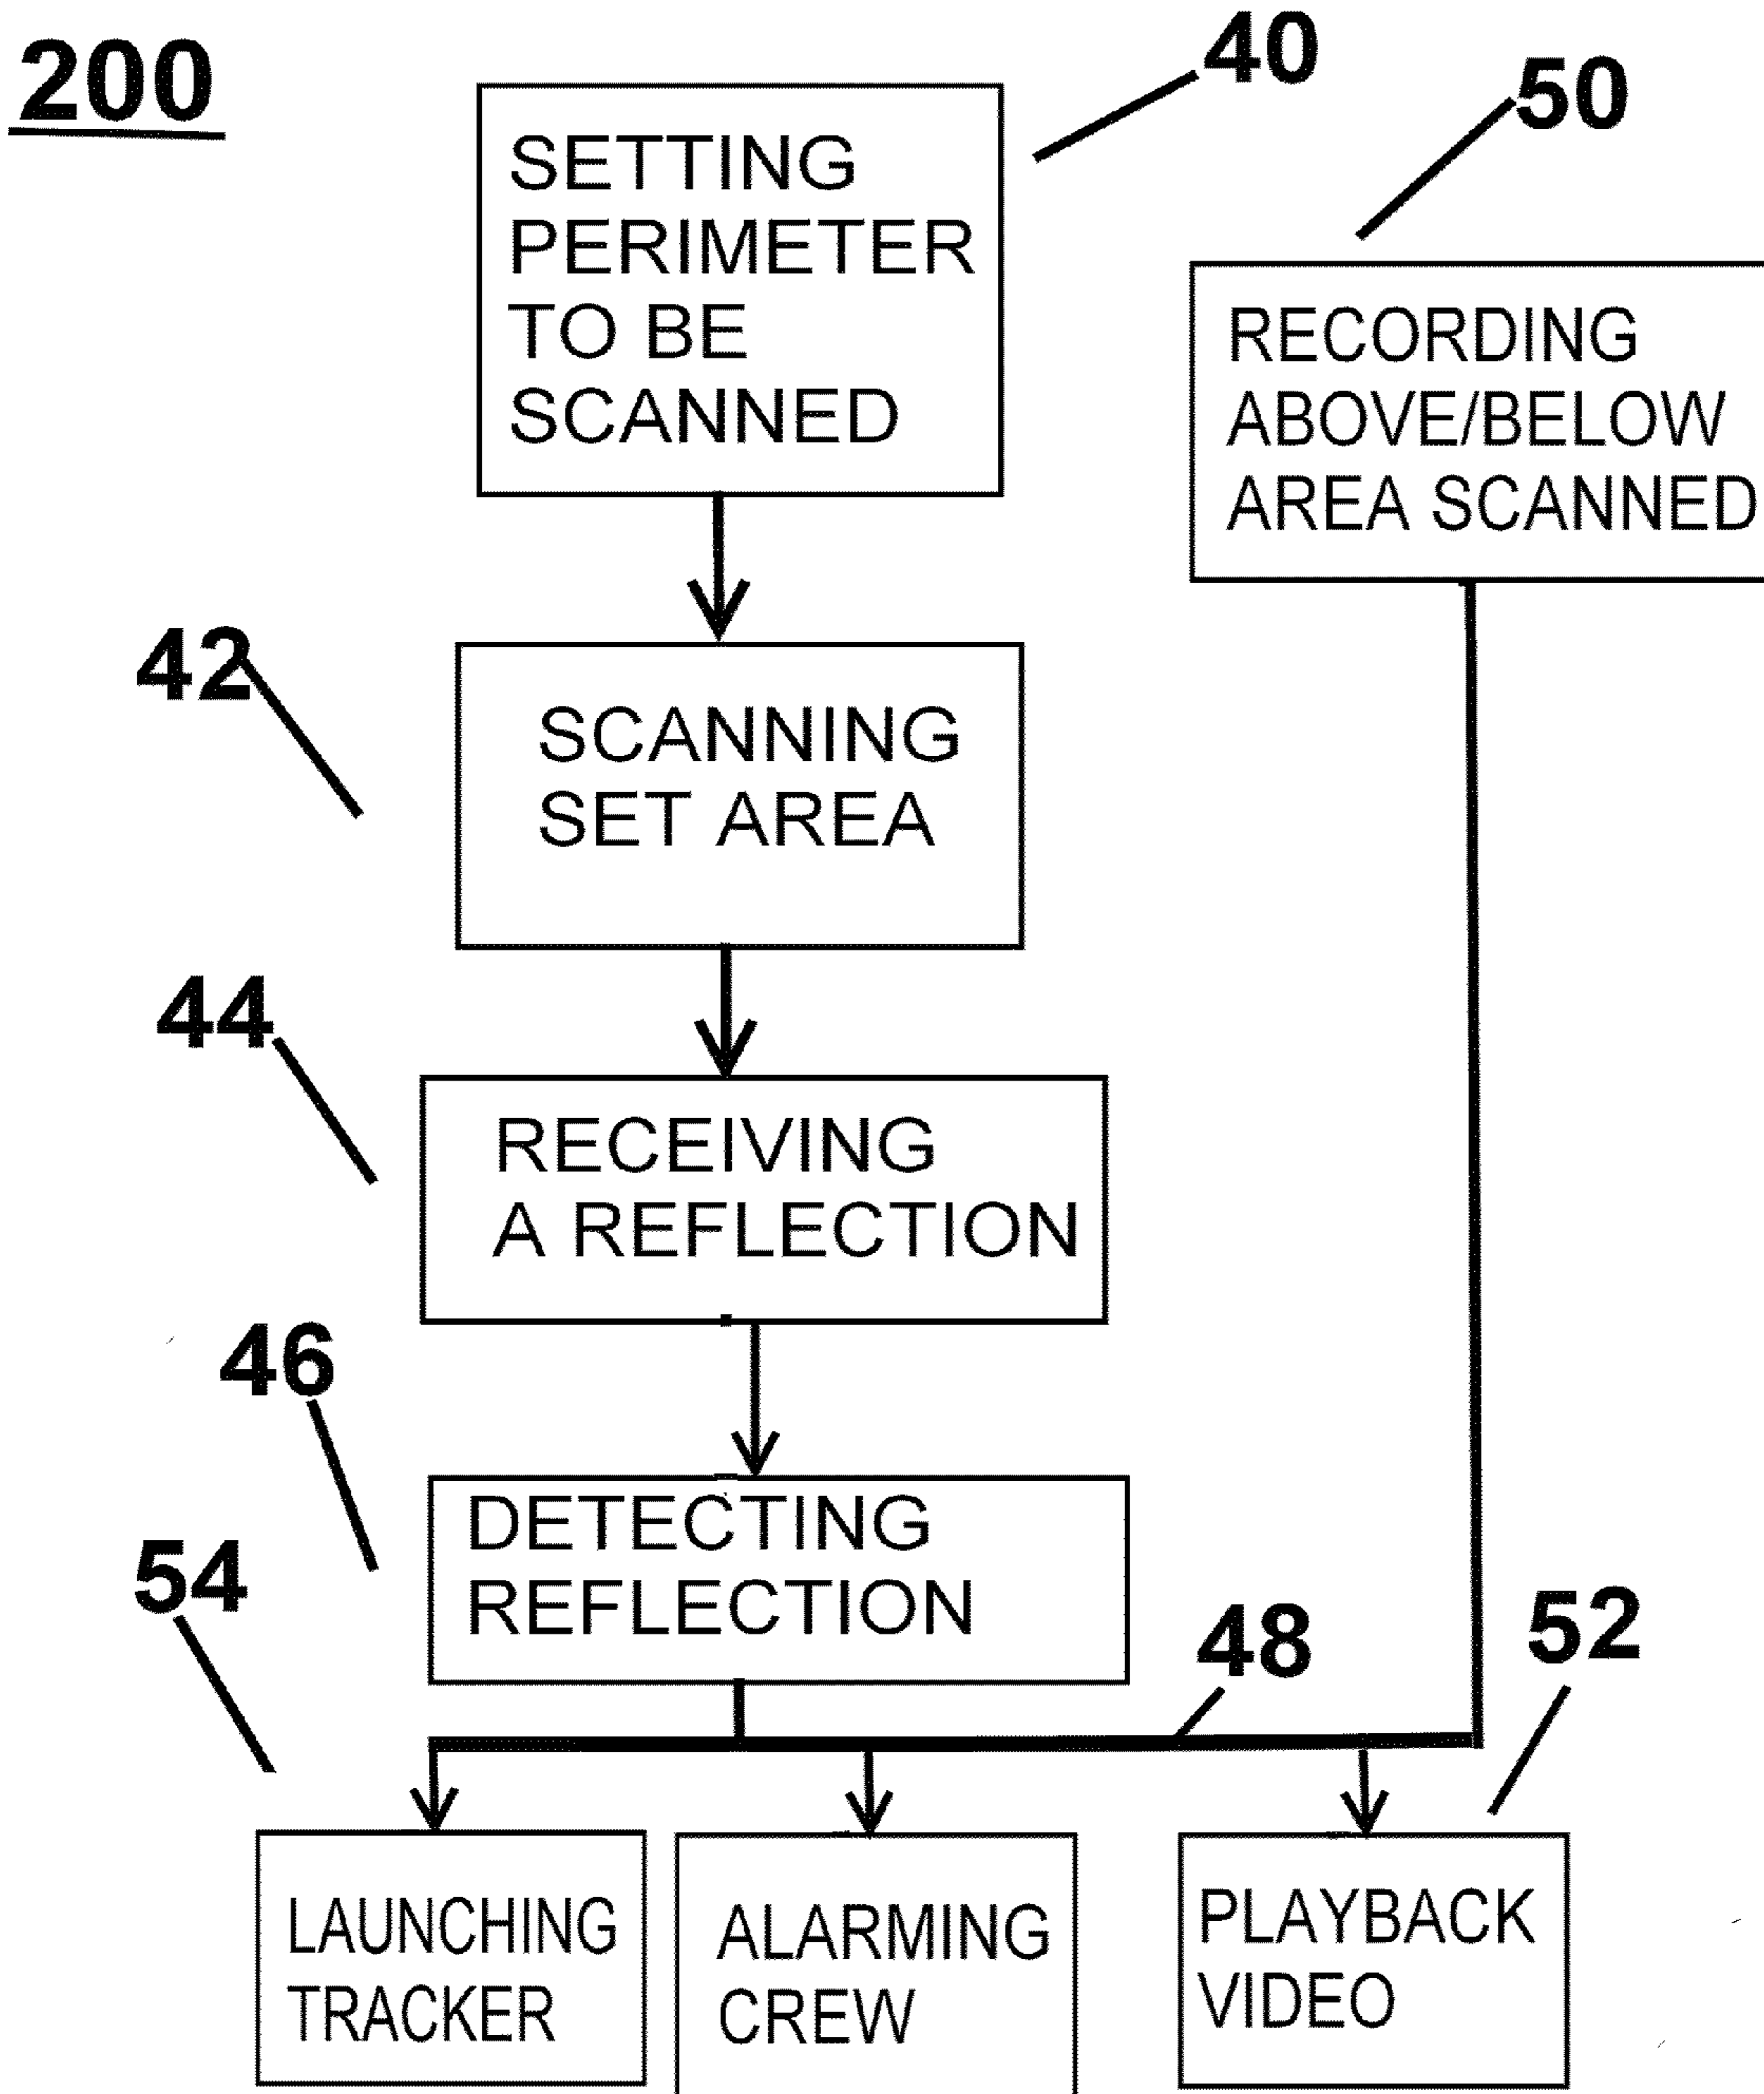 200
40
50
SETTING
PERIMETER
TO BE
SCANNED
RECORDING
ABOVE/BELOW
AREA SCANNED
42
SCANNING
SET AREA
44
RECEIVING
A REFLECTION
46
DETECTING
REFLECTION
54
48
52
LAUNCHING
TRACKER
ALARMING
CREW
PLAYBACK
VIDEO